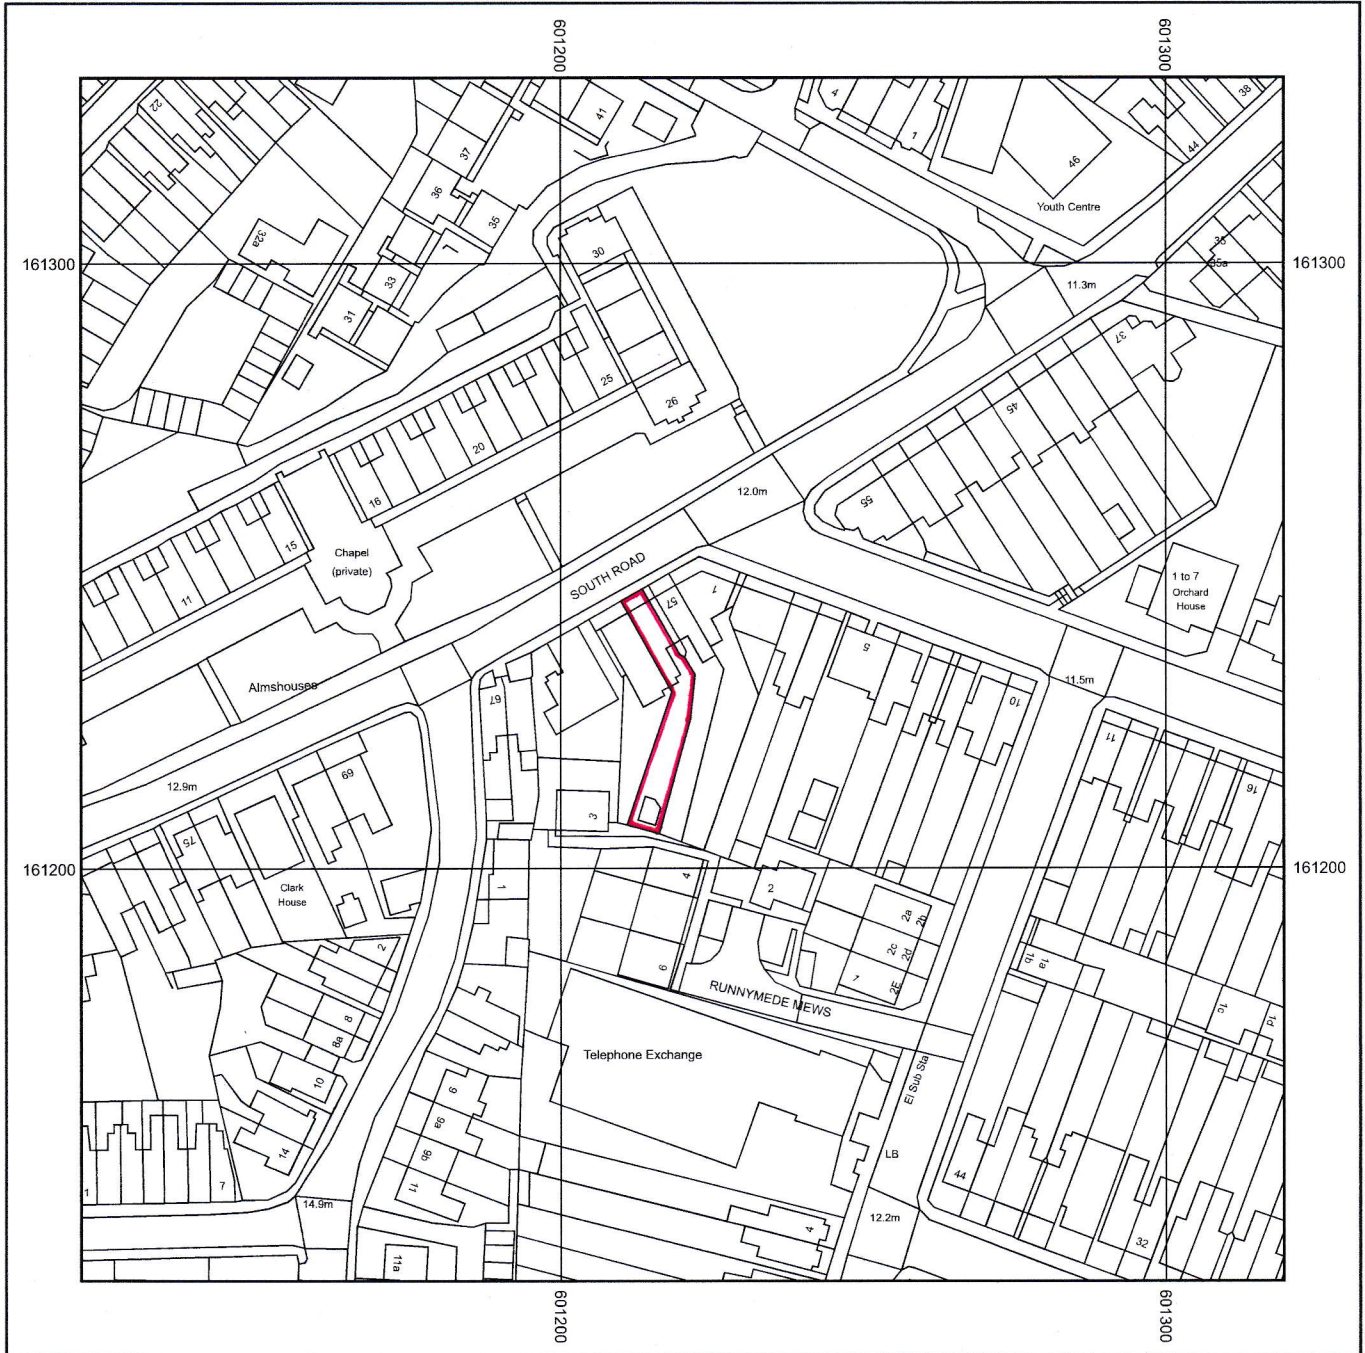 601200
601300
22
41
4
1
38
37
44
46
36
Youth Centre
35
32a
35
30
35a
161300
161300
33
11.3m
31
37
25
26
45
20
16
12.0m
55
15
Chapel
(private)
SOUTH ROAD
1 to 7
Orchard
House
11
57
1
5
Almshouses
11.5m
67
10
11
12.9m
69
16
3
75
161200
161200
Clark
House
1
4
2
2a
2b
2
2c
2d
6
7
2E
1a
1b
RUNNYMEDE MEWS
8
8a
1c
1d
Telephone Exchange
10
El Sub Sta
9
9a
14
9b
LB
1
7
11
44
14.9m
12.2m
4
32
11a
601200
601300